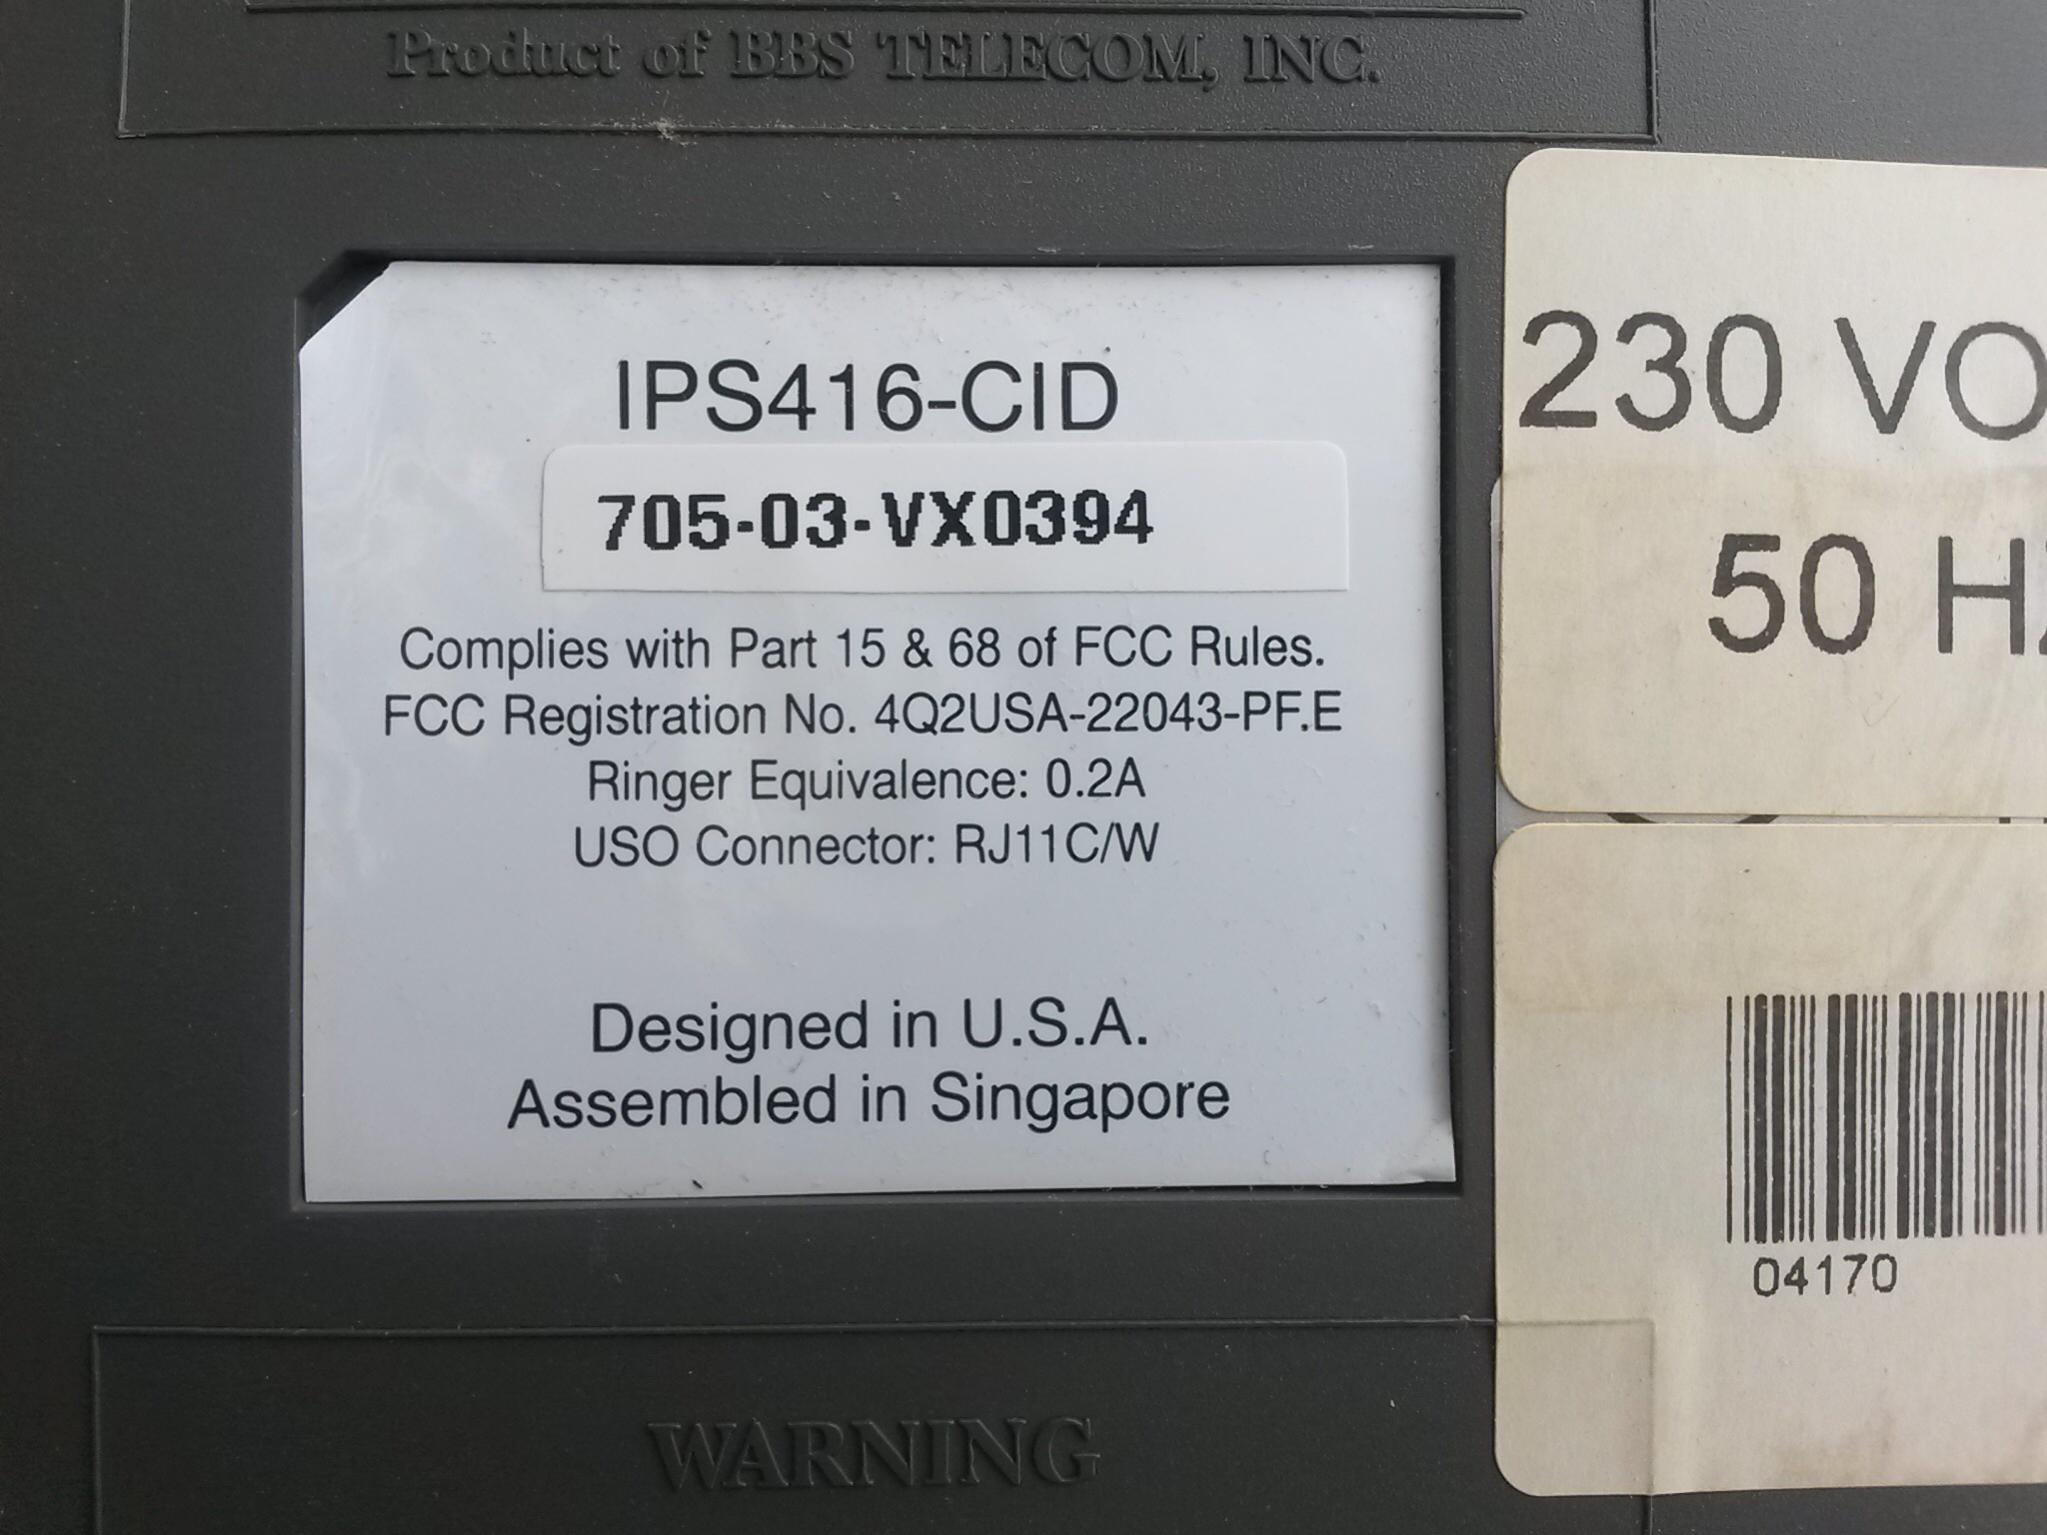 Product of BBS TELECOM, INC.
IPS416-CID
705-03-VX0394
Complies with Part 15 & 68 of FCC Rules.
FCC Registration No. 4Q2USA-22043-PF.E
Ringer Equivalence: 0.2A
USO Connector: RJ11C/W
Designed in U.S.A.
Assembled in Singapore
230 VO
50 HZ
04170
WARNING